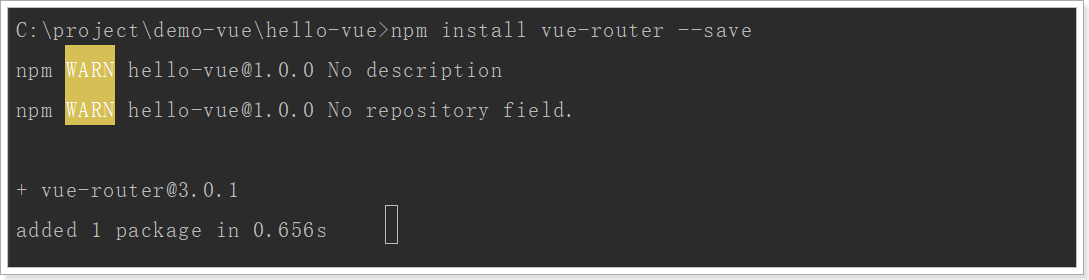 C:\project\demo-vue\hello-vue>npm install vue-router --save
npm WARN hello-vue@1.0.0 No description
npm WARN hello-vue@1.0.0 No repository field.
+ vue-router@3.0.1
added 1 package in 0.656s